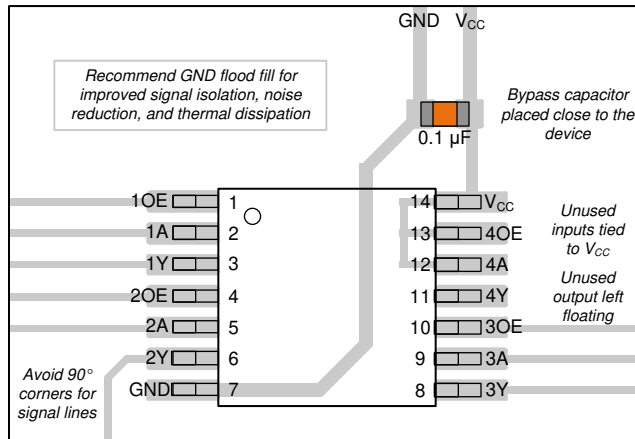 GND VCC
Recommend GND flood fill for
improved signal isolation, noise
reduction, and thermal dissipation
Bypass capacitor
placed close to the
device
0.1 µF
1OE 1 14 VCC
1A 2 13 4OE
1Y 3 12 4A
2OE 4 11 4Y
2A 5 10 3OE
2Y 6 9 3A
GND 7 8 3Y
Unused
inputs tied
to VCC
Unused
output left
floating
Avoid 90°
corners for
signal lines